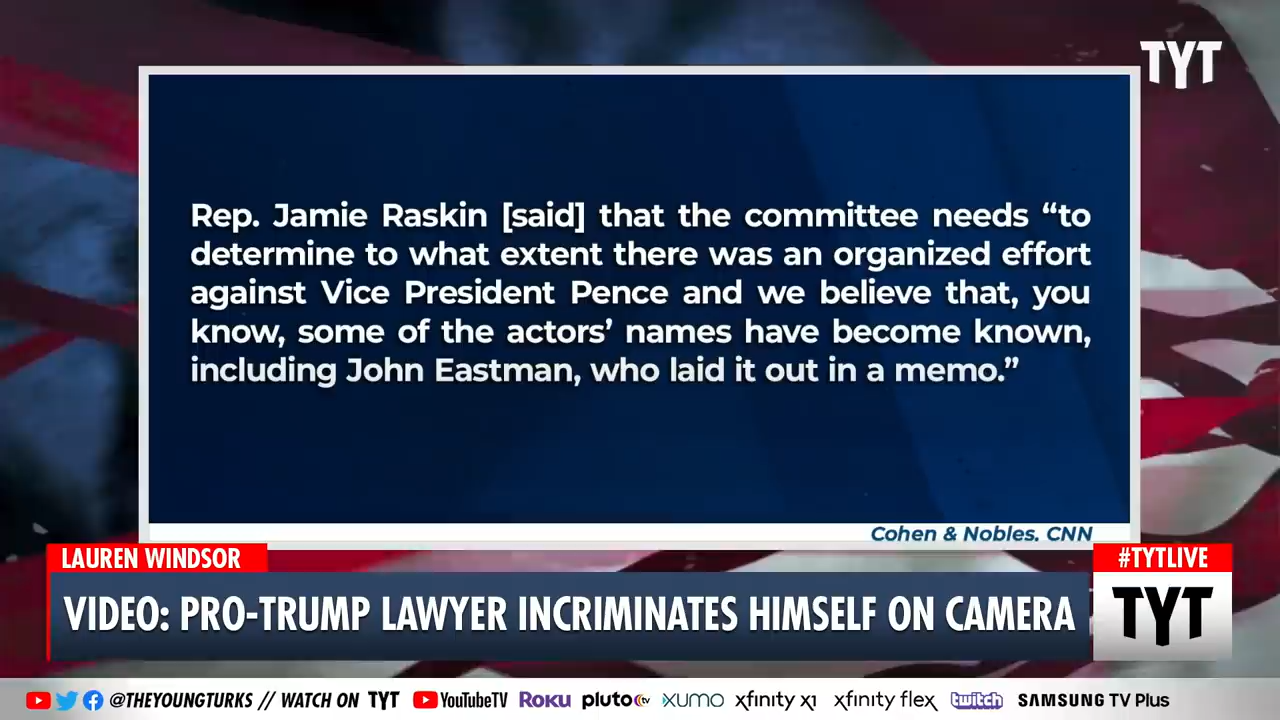 TYT
Rep. Jamie Raskin [said] that the committee needs “to
determine to what extent there was an organized effort
against Vice President Pence and we believe that, you
know, some of the actors’ names have become known,
including John Eastman, who laid it out in a memo.”
Cohen & Nobles. CNN
LAUREN WINDSOR
#TYTLIVE
VIDEO: PRO-TRUMP LAWYER INCRIMINATES HIMSELF ON CAMERA
TYT
@THEYOUNGTURKS // WATCH ON TYT YouTubeTV ROKU pluto tv XUMO xfinity x1 xfinity flex twitch SAMSUNG TV Plus